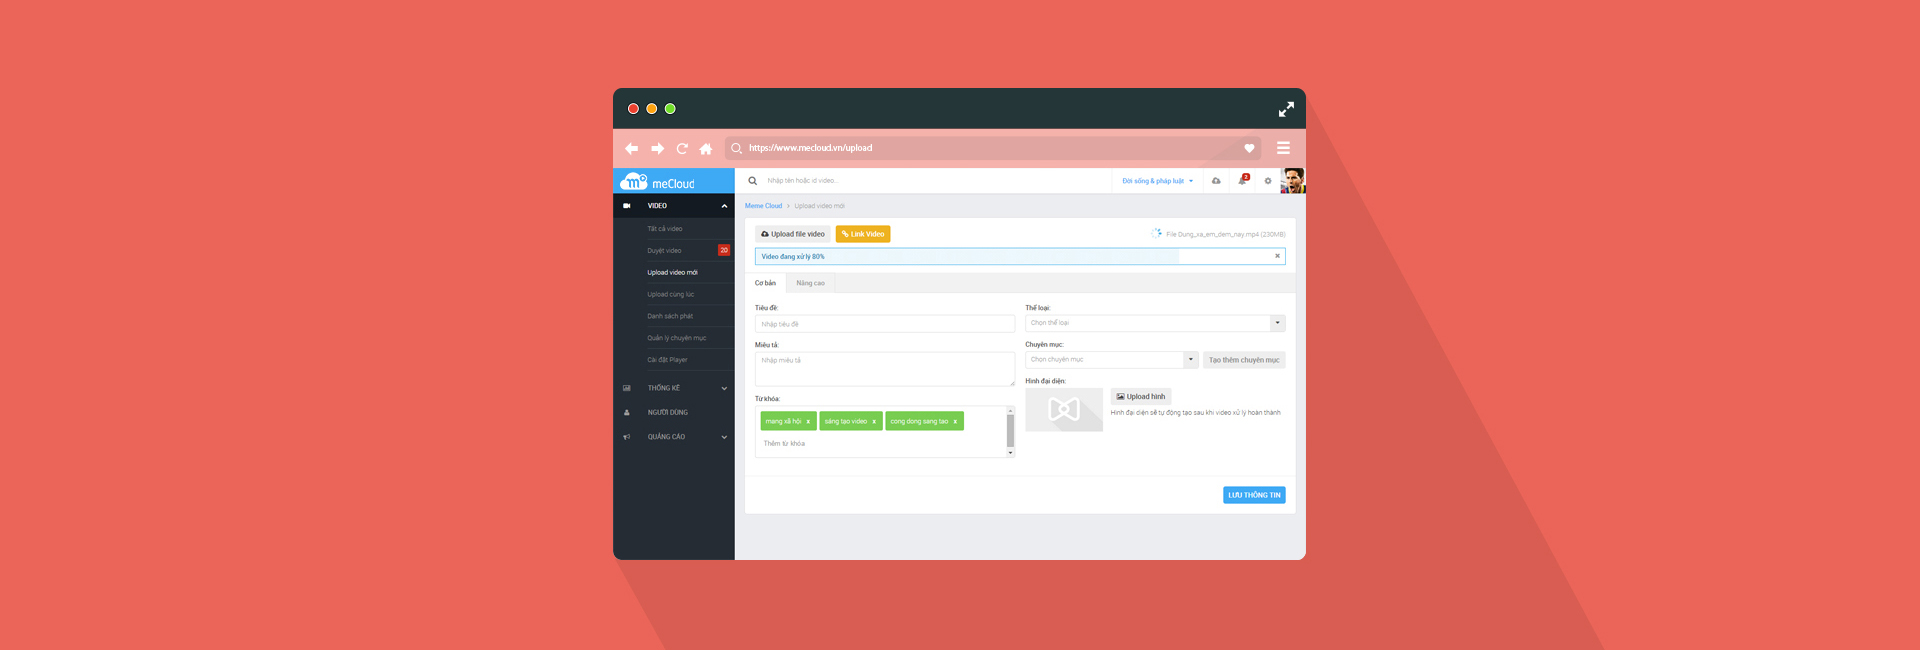 https://www.mecloud.vn/upload
m
meCloud
Nhập tên hoặc id video...
Đời sống & pháp luật
2
VIDEO
Tất cả video
Duyệt video
20
Upload video mới
Upload cùng lúc
Danh sách phát
Quản lý chuyên mục
Cài đặt Player
THỐNG KÊ
NGƯỜI DÙNG
QUẢNG CÁO
Meme Cloud > Upload video mới
Upload file video
Link Video
File Dung_xa_em_dem_nay.mp4 (230MB)
Video đang xử lý 80%
Cơ bản
Nâng cao
Tiêu đề:
Nhập tiêu đề
Miêu tả:
Nhập miêu tả
Từ khóa:
mạng xã hội x
sáng tạo video x
cong dong sang tao x
Thêm từ khóa
Thể loại:
Chọn thể loại
Chuyên mục:
Chọn chuyên mục
Tạo thêm chuyên mục
Hình đại diện:
Upload hình
Hình đại diện sẽ tự động tạo sau khi video xử lý hoàn thành
LƯU THÔNG TIN